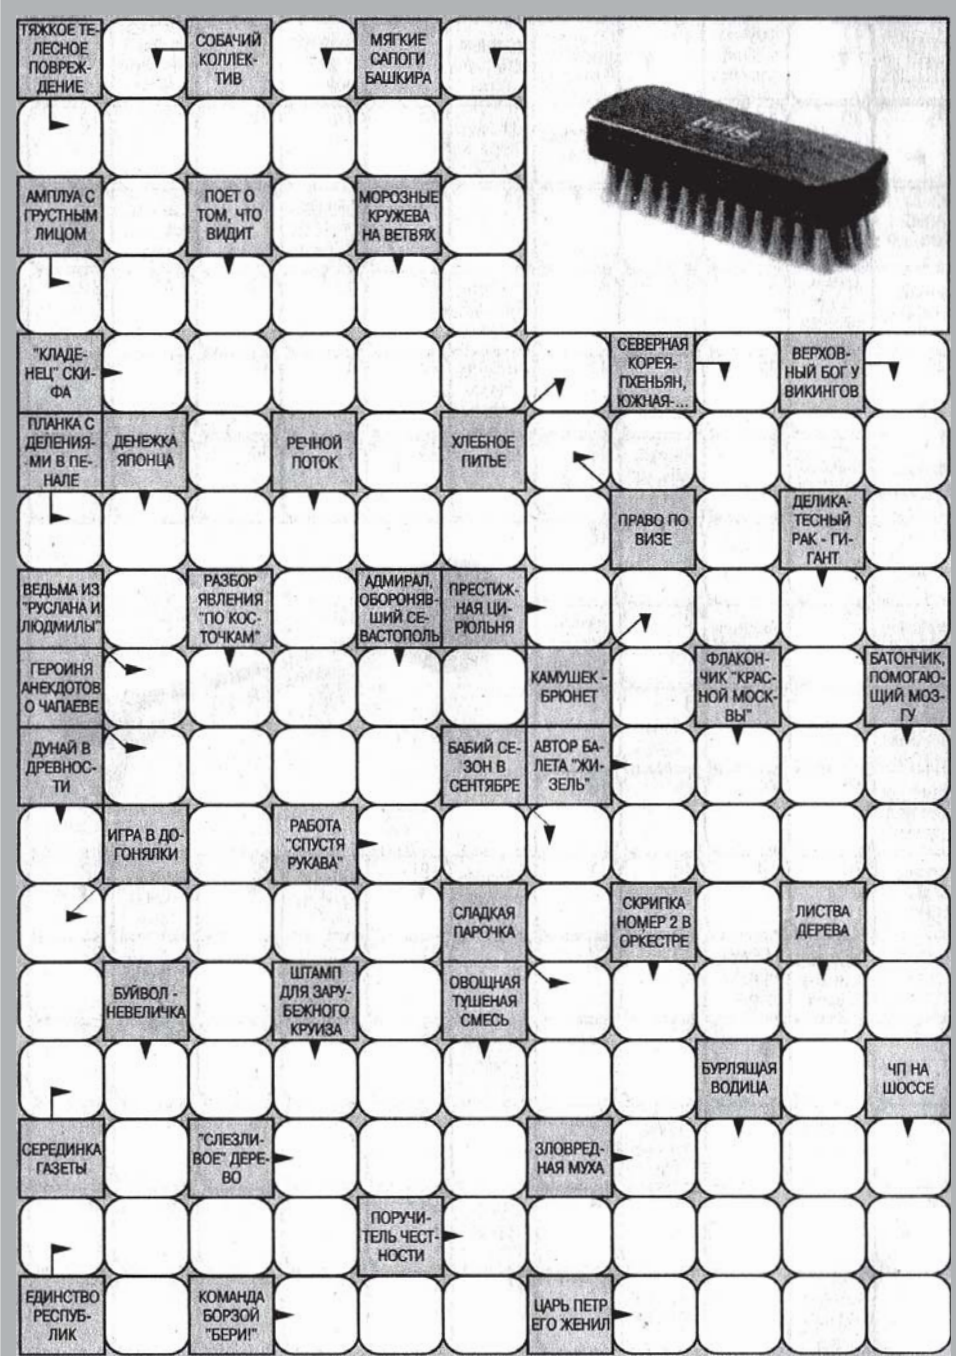 ТЯЖКОЕ ТЕ-
ЛЕСНОЕ
ПОВРЕЖ-
ДЕНИЕ
СОБАЧИЙ
КОЛЛЕК-
ТИВ
МЯГКИЕ
САПОГИ
БАШКИРА
АМПЛУА С
ГРУСТНЫМ
ЛИЦОМ
ПОЕТ О
ТОМ, ЧТО
ВИДИТ
МОРОЗНЫЕ
КРУЖЕВА
НА ВЕТВЯХ
"КЛАДЕ-
НЕЦ" СКИ-
ФА
СЕВЕРНАЯ
КОРЕЯ-
ПХЕНЬЯН,
ЮЖНАЯ-...
ВЕРХОВ-
НЫЙ БОГ У
ВИКИНГОВ
ПЛАНКА С
ДЕЛЕНИЯ-
-МИ В ПЕ-
НАЛЕ
ДЕНЕЖКА
ЯПОНЦА
РЕЧНОЙ
ПОТОК
ХЛЕБНОЕ
ПИТЬЕ
ПРАВО ПО
ВИЗЕ
ДЕЛИКА-
ТЕСНЫЙ
РАК - ГИ-
ГАНТ
ВЕДЬМА ИЗ
"РУСЛАНА И
ЛЮДМИЛЫ"
РАЗБОР
ЯВЛЕНИЯ
"ПО КОС-
ТОЧКАМ"
АДМИРАЛ,
ОБОРОНЯВ
ШИЙ СЕ-
ВАСТОПОЛЬ
ПРЕСТИЖ-
НАЯ ЦИ-
РЮЛЬНЯ
ГЕРОИНЯ
АНЕКДОТОВ
О ЧАПАЕВЕ
КАМУШЕК -
БРЮНЕТ
ФЛАКОН-
ЧИК "КРАС-
НОЙ МОСК-
ВЫ"
БАТОНЧИК,
ПОМОГАЮ-
ЩИЙ МОЗ-
ГУ
ДУНАЙ В
ДРЕВНОС-
ТИ
БАБИЙ СЕ-
ЗОН В
СЕНТЯБРЕ
АВТОР БА-
ЛЕТА "ЖИ-
ЗЕЛЬ"
ИГРА В ДО-
ГОНЯЛКИ
РАБОТА
"СПУСТЯ
РУКАВА"
СЛАДКАЯ
ПАРОЧКА
СКРИПКА
НОМЕР 2 В
ОРКЕСТРЕ
ЛИСТВА
ДЕРЕВА
БУЙВОЛ -
НЕВЕЛИЧКА
ШТАМП
ДЛЯ ЗАРУ-
БЕЖНОГО
КРУИЗА
ОВОЩНАЯ
ТУШЕНАЯ
СМЕСЬ
БУРЛЯЩАЯ
ВОДИЦА
ЧП НА
ШОССЕ
СЕРЕДИНКА
ГАЗЕТЫ
"СЛЕЗЛИ-
ВОЕ" ДЕРЕ-
ВО
ЗЛОВРЕД-
НАЯ МУХА
ПОРУЧИ-
ТЕЛЬ ЧЕСТ-
НОСТИ
ЕДИНСТВО
РЕСПУБ-
ЛИК
КОМАНДА
БОРЗОЙ
"БЕРИ!"
ЦАРЬ ПЕТР
ЕГО ЖЕНИЛ